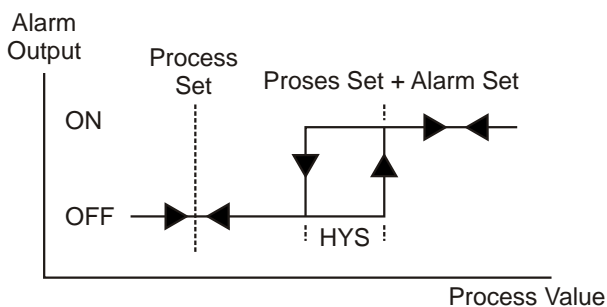 Alarm
Output
Process
Set
Proses Set + Alarm Set
ON
OFF
HYS
Process Value